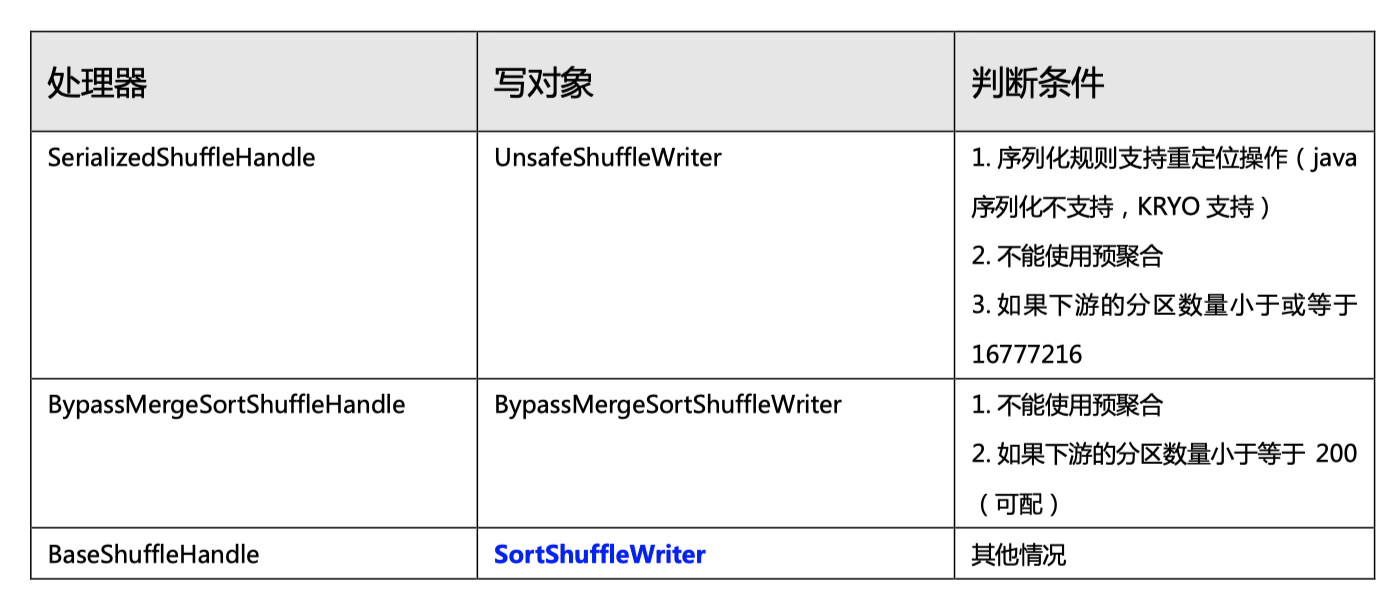 处理器 写对象 判断条件
SerializedShuffleHandle UnsafeShuffleWriter 1. 序列化规则支持重定位操作（java
序列化不支持，KRYO 支持）
2. 不能使用预聚合
3. 如果下游的分区数量小于或等于
16777216
BypassMergeSortShuffleHandle BypassMergeSortShuffleWriter 1. 不能使用预聚合
2. 如果下游的分区数量小于等于 200
（可配）
BaseShuffleHandle SortShuffleWriter 其他情况